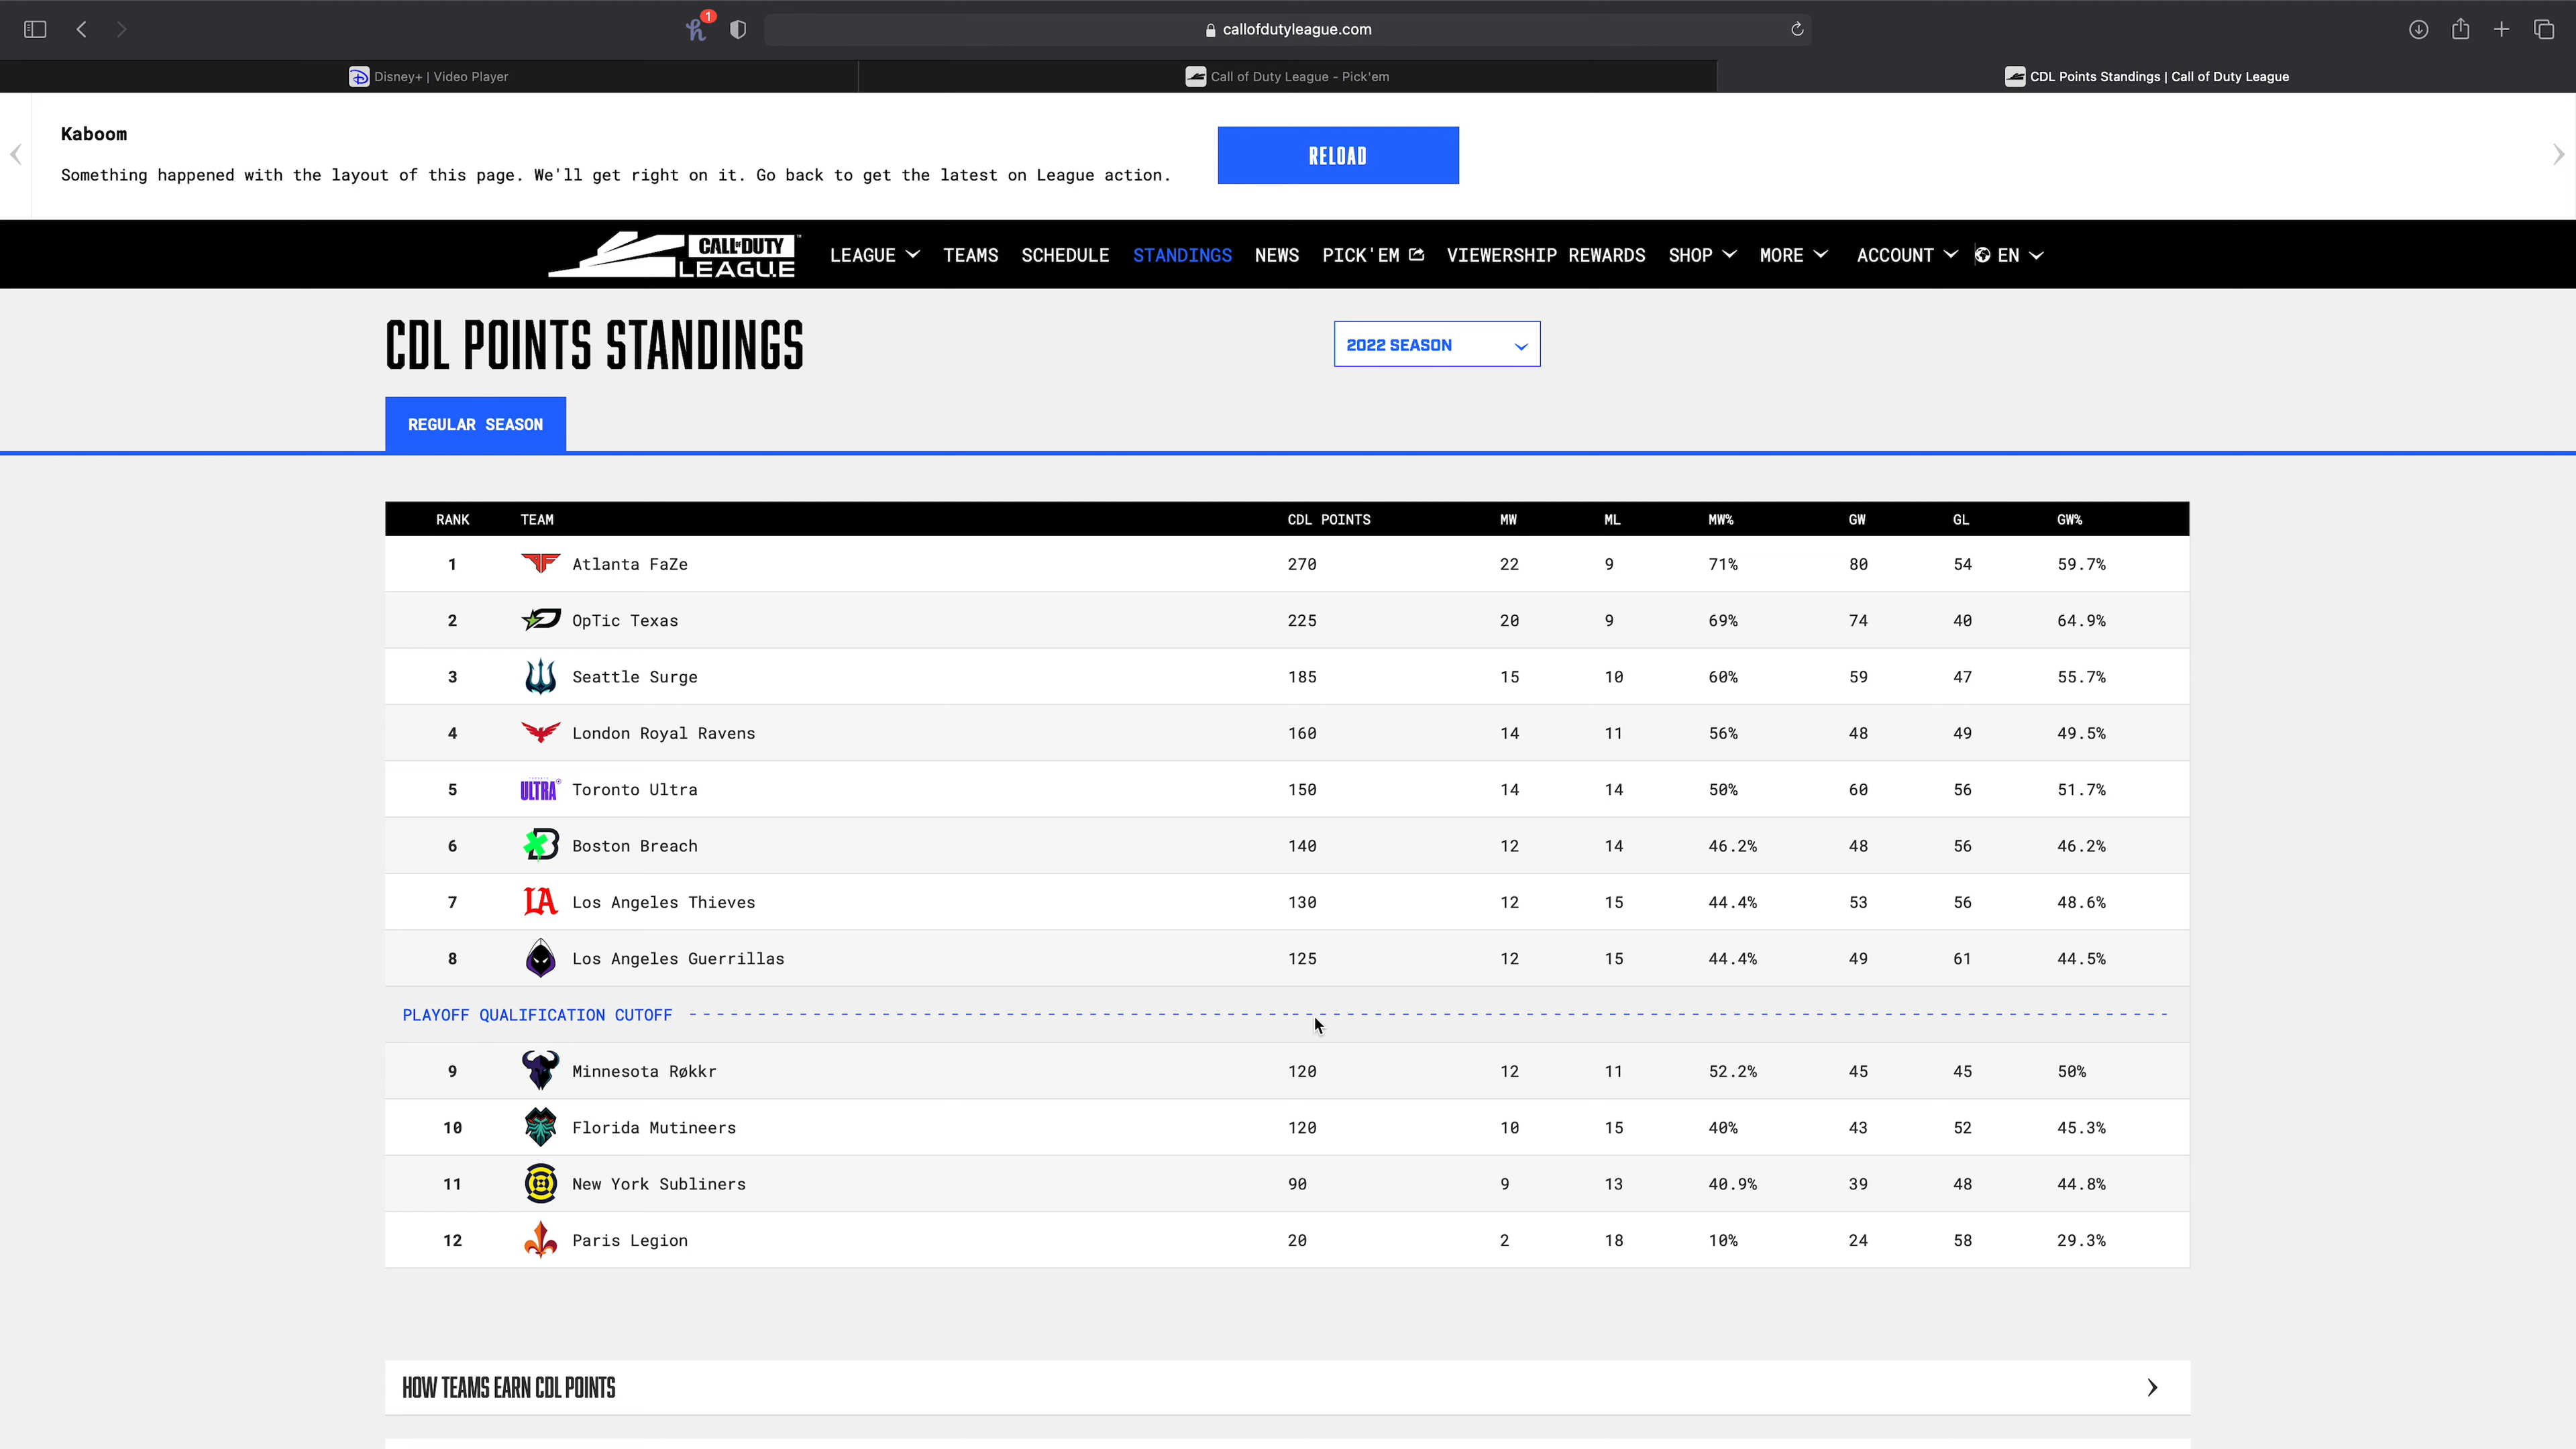 1
callofdutyleague.com
Disney+ | Video Player
Call of Duty League - Pick'em
CDL Points Standings | Call of Duty League
Kaboom
Something happened with the layout of this page. We'll get right on it. Go back to get the latest on League action.
RELOAD
CALL OF DUTY LEAGUE
LEAGUE TEAMS SCHEDULE STANDINGS NEWS PICK'EM VIEWERSHIP REWARDS SHOP MORE ACCOUNT EN
CDL POINTS STANDINGS
2022 SEASON
REGULAR SEASON
RANK TEAM CDL POINTS MW ML MW% GW GL GW%
1 Atlanta FaZe 270 22 9 71% 80 54 59.7%
2 OpTic Texas 225 20 9 69% 74 40 64.9%
3 Seattle Surge 185 15 10 60% 59 47 55.7%
4 London Royal Ravens 160 14 11 56% 48 49 49.5%
5 ULTRA Toronto Ultra 150 14 14 50% 60 56 51.7%
6 Boston Breach 140 12 14 46.2% 48 56 46.2%
7 LA Los Angeles Thieves 130 12 15 44.4% 53 56 48.6%
8 Los Angeles Guerrillas 125 12 15 44.4% 49 61 44.5%
PLAYOFF QUALIFICATION CUTOFF
9 Minnesota Røkkr 120 12 11 52.2% 45 45 50%
10 Florida Mutineers 120 10 15 40% 43 52 45.3%
11 New York Subliners 90 9 13 40.9% 39 48 44.8%
12 Paris Legion 20 2 18 10% 24 58 29.3%
HOW TEAMS EARN CDL POINTS